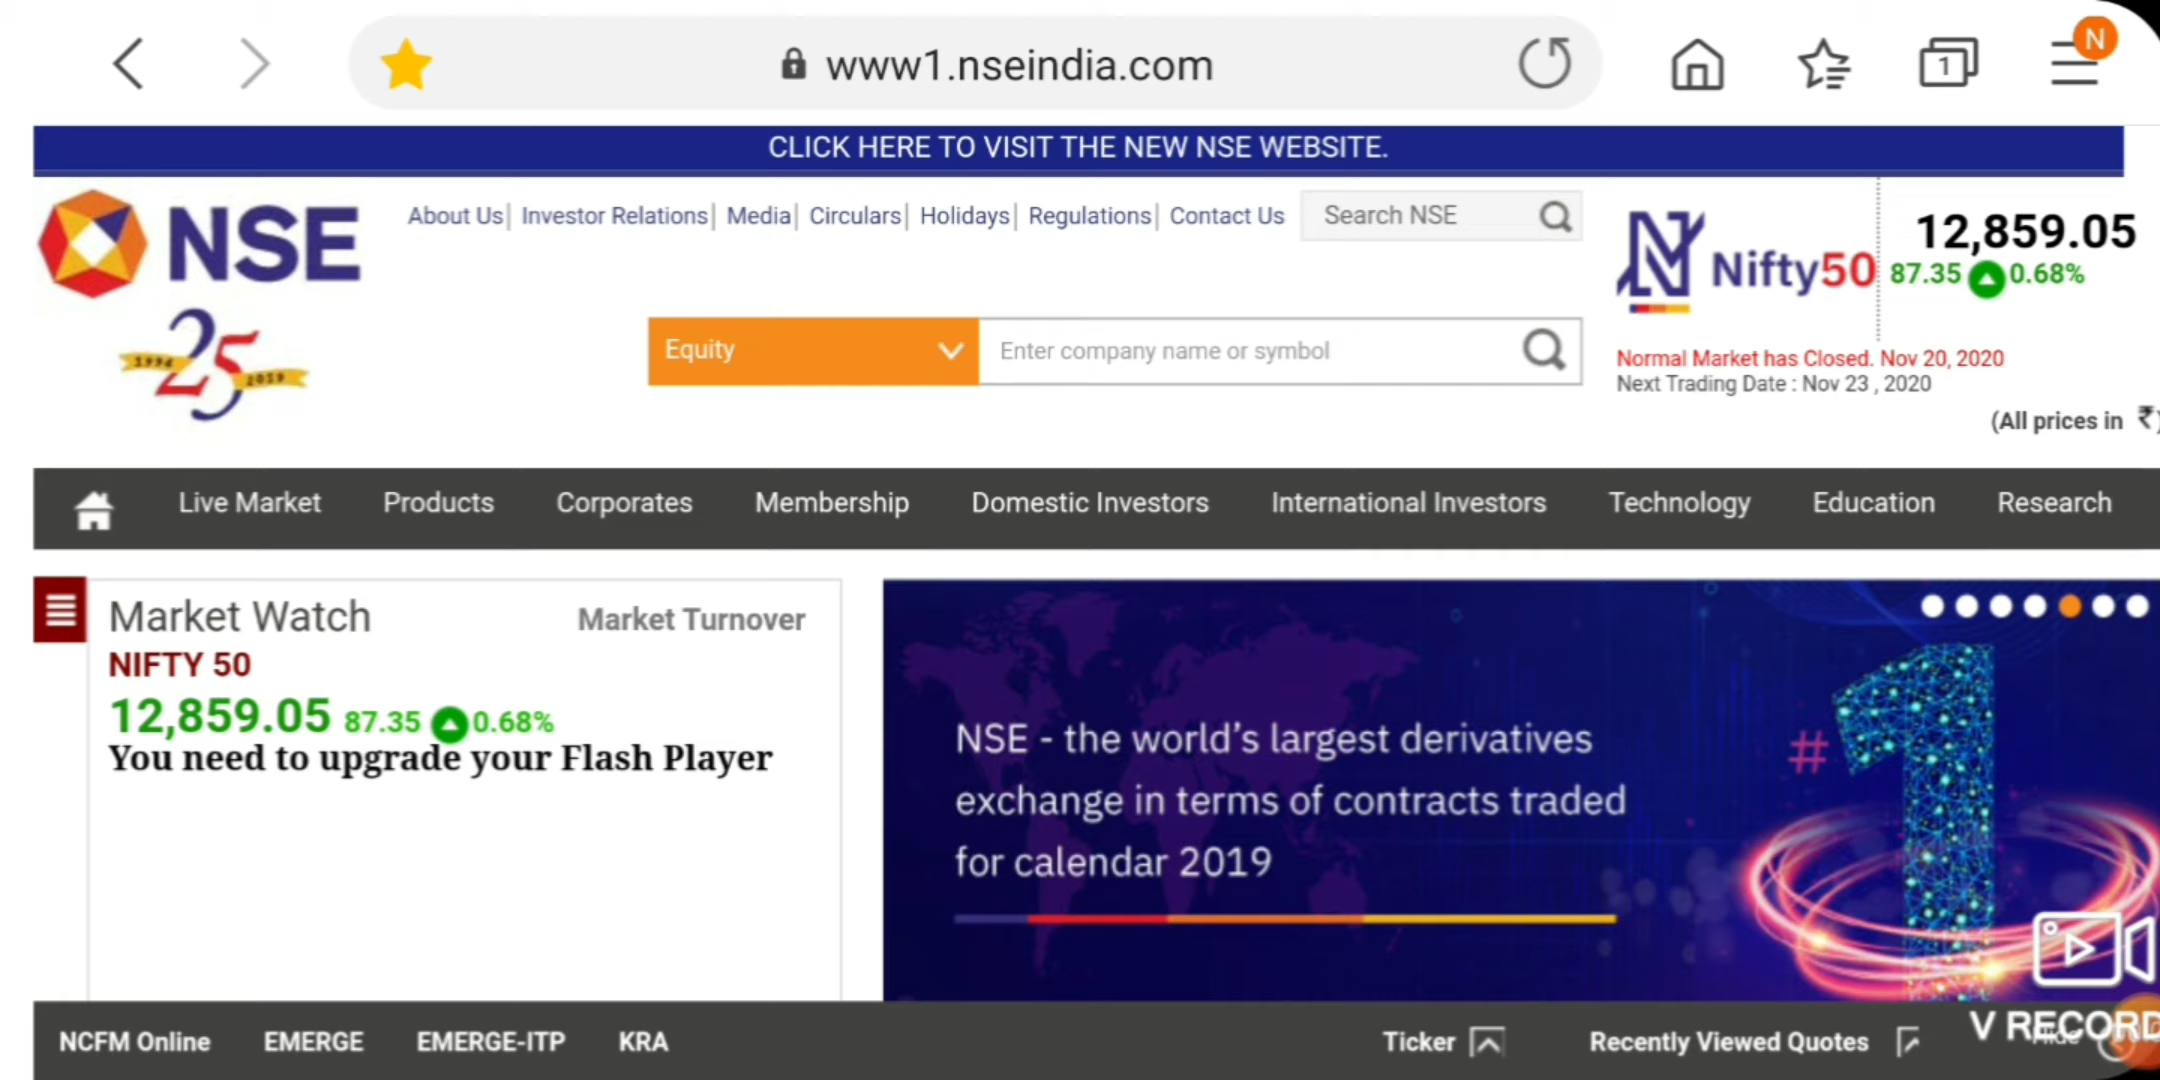 www1.nseindia.com
1
N
CLICK HERE TO VISIT THE NEW NSE WEBSITE.
NSE
About Us | Investor Relations | Media | Circulars | Holidays | Regulations | Contact Us
Search NSE
Nifty50
12,859.05
87.35 0.68%
1994 25 2019
Equity
Enter company name or symbol
Normal Market has Closed. Nov 20, 2020
Next Trading Date : Nov 23 , 2020
(All prices in ₹)
Live Market Products Corporates Membership Domestic Investors International Investors Technology Education Research
Market Watch
Market Turnover
NIFTY 50
12,859.05 87.35 0.68%
You need to upgrade your Flash Player
NSE - the world's largest derivatives
exchange in terms of contracts traded
for calendar 2019
#1
NCFM Online EMERGE EMERGE-ITP KRA
Ticker
Recently Viewed Quotes
V RECORD